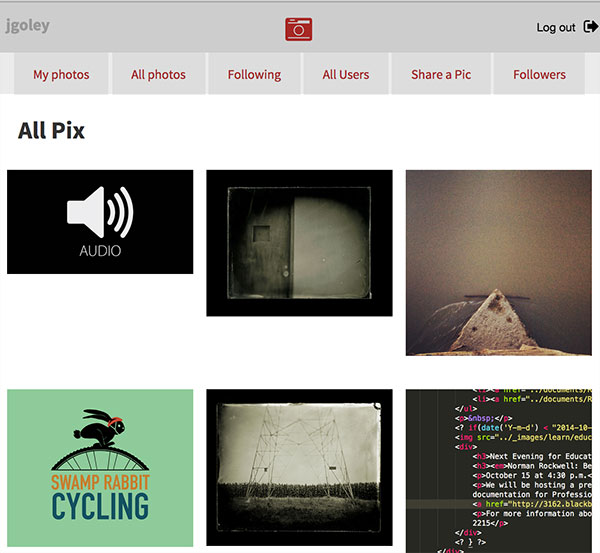 jgoley
Log out
My photos
All photos
Following
All Users
Share a Pic
Followers
All Pix
AUDIO
SWAMP RABBIT
CYCLING
<li><a href="../documents/R
<li><a href="../documents/R
</ul>
<p>&nbsp;</p>
<? if(date('Y-m-d') < "2014-10-
<img src="../_images/learn/educ
<div>
<h3>Next Evening for Educat
<h3><em>Norman Rockwell: Be
<p>October 15 at 4:30 p.m.<
<p>We will be hosting a pre
documentation for Professio
<a href="http://3162.blackb
<p>For more information abo
2215</p>
</div>
<? } ?>
</div>